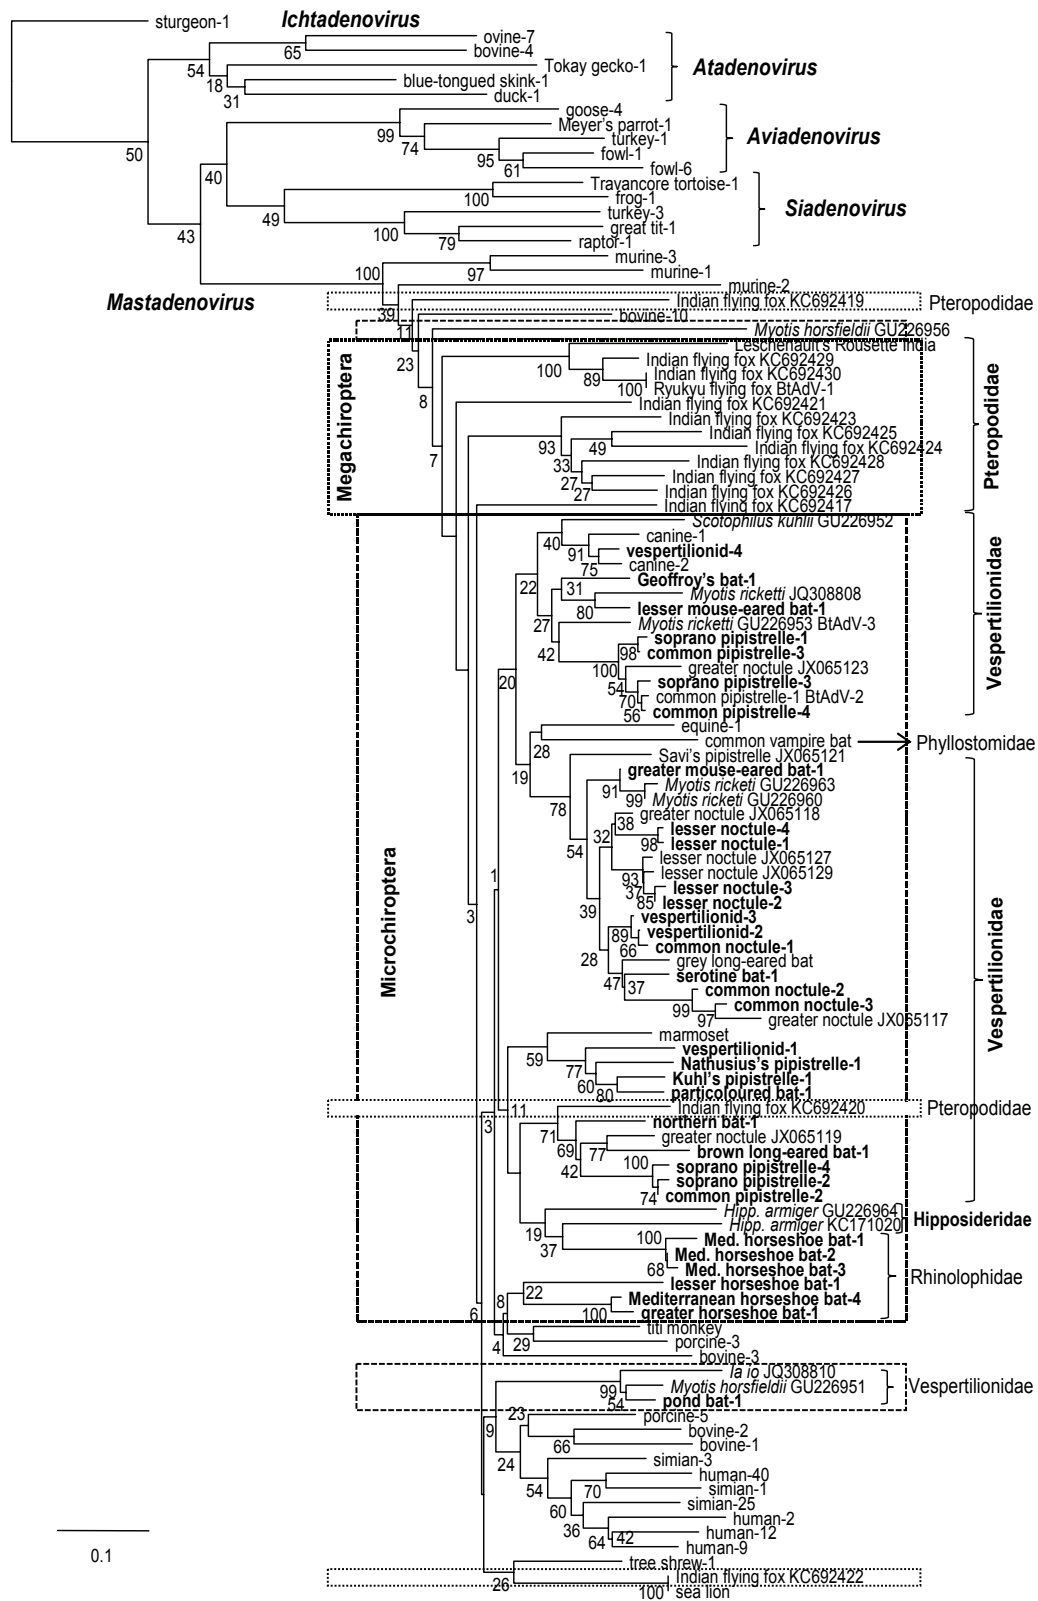 sturgeon-1
Ichtadenovirus
ovine-7
65
bovine-4
54
Tokay gecko-1
Atadenovirus
18
blue-tongued skink-1
31
duck-1
goose-4
99
Meyer's parrot-1
74
turkey-1
Aviadenovirus
50
95
fowl-1
61
fowl-6
40
Travancore tortoise-1
100
frog-1
49
turkey-3
Siadenovirus
43
100
great tit-1
79
raptor-1
murine-3
100
97
murine-1
murine-2
Mastadenovirus
Indian flying fox KC692419
Pteropodidae
39
bovine-10
11
Myotis horsfieldii GU226956
Leschenault's Rousette India
23
100
Indian flying fox KC692429
89
Indian flying fox KC692430
100
Ryukyu flying fox BtAdV-1
8
Indian flying fox KC692421
Indian flying fox KC692423
Megachiroptera
Pteropodidae
93
Indian flying fox KC692425
49
Indian flying fox KC692424
7
33
Indian flying fox KC692428
27
Indian flying fox KC692427
27
Indian flying fox KC692426
Indian flying fox KC692417
Scotophilus kuhlii GU226952
40
canine-1
91
vespertilionid-4
75
canine-2
22
Geoffroy's bat-1
31
Myotis ricketti JQ308808
80
lesser mouse-eared bat-1
27
Myotis ricketti GU226953 BtAdV-3
Vespertilionidae
42
soprano pipistrelle-1
98
common pipistrelle-3
100
greater noctule JX065123
20
54
soprano pipistrelle-3
70
common pipistrelle-1 BtAdV-2
56
common pipistrelle-4
equine-1
28
common vampire bat
Phyllostomidae
19
Savi's pipistrelle JX065121
greater mouse-eared bat-1
91
Myotis ricketi GU226963
99
Myotis ricketi GU226960
78
greater noctule JX065118
38
32
lesser noctule-4
98
lesser noctule-1
54
lesser noctule JX065127
lesser noctule JX065129
1
93
37
lesser noctule-3
85
lesser noctule-2
39
vespertilionid-3
3
89
vespertilionid-2
66
common noctule-1
Microchiroptera
Vespertilionidae
28
grey long-eared bat
47
37
serotine bat-1
common noctule-2
99
common noctule-3
97
greater noctule JX065117
marmoset
59
vespertilionid-1
77
Nathusius's pipistrelle-1
60
Kuhl's pipistrelle-1
80
particoloured bat-1
11
Indian flying fox KC692420
Pteropodidae
3
northern bat-1
71
greater noctule JX065119
69
77
brown long-eared bat-1
42
100
soprano pipistrelle-4
soprano pipistrelle-2
74
common pipistrelle-2
Hipp. armiger GU226964
Hipposideridae
19
Hipp. armiger KC171020
37
100
Med. horseshoe bat-1
Med. horseshoe bat-2
68
Med. horseshoe bat-3
Rhinolophidae
lesser horseshoe bat-1
8
22
Mediterranean horseshoe bat-4
6
100
greater horseshoe bat-1
titi monkey
4
29
porcine-3
bovine-3
Ia io JQ308810
99
Myotis horsfieldii GU226951
Vespertilionidae
54
pond bat-1
23
porcine-5
9
bovine-2
66
bovine-1
24
simian-3
human-40
54
70
simian-1
simian-25
60
human-2
36
42
human-12
64
human-9
0.1
tree shrew-1
26
Indian flying fox KC692422
100
sea lion